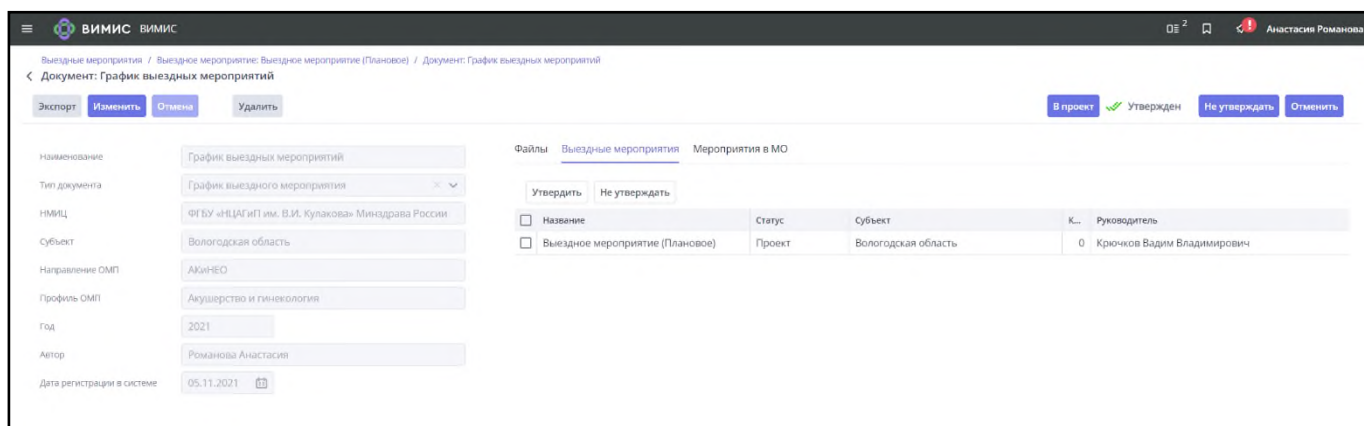 ВИМИС ВИМИС
2
Анастасия Романова
Выездные мероприятия / Выездное мероприятие: Выездное мероприятие (Плановое) / Документ: График выездных мероприятий
Документ: График выездных мероприятий
Экспорт Изменить Отмена Удалить В проект Утвержден Не утверждать Отменить
Файлы Выездные мероприятия Мероприятия в МО
Наименование График выездных мероприятий
Тип документа График выездного мероприятия
Утвердить Не утверждать
НМИЦ ФГБУ «НЦАГиП им. В.И. Кулакова» Минздрава России
Название Статус Субъект К... Руководитель
Субъект Вологодская область
Выездное мероприятие (Плановое) Проект Вологодская область 0 Крючков Вадим Владимирович
Направление ОМП АКиНЕО
Профиль ОМП Акушерство и гинекология
Год 2021
Автор Романова Анастасия
Дата регистрации в системе 05.11.2021